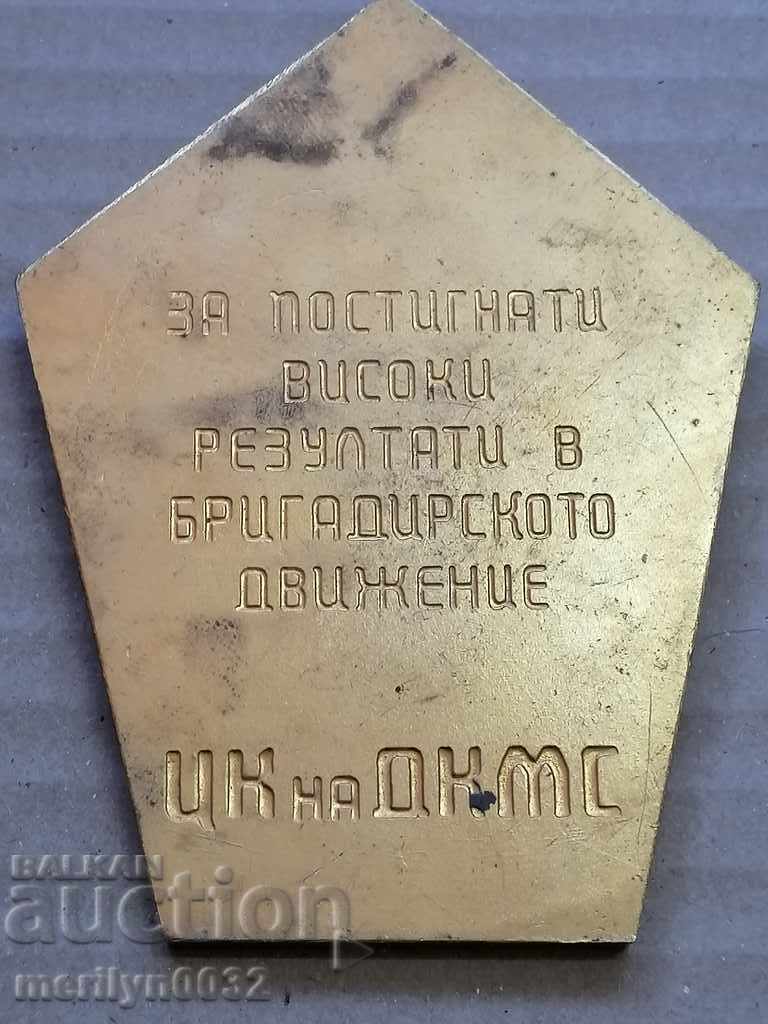 ЗА ПОСТИГНАТИ
ВИСОКИ
РЕЗУЛТАТИ В
БРИГАДИРСКОТО
ДВИЖЕНИЕ
ЦК на ДКМС
BALKAN
auction
merilyn0032